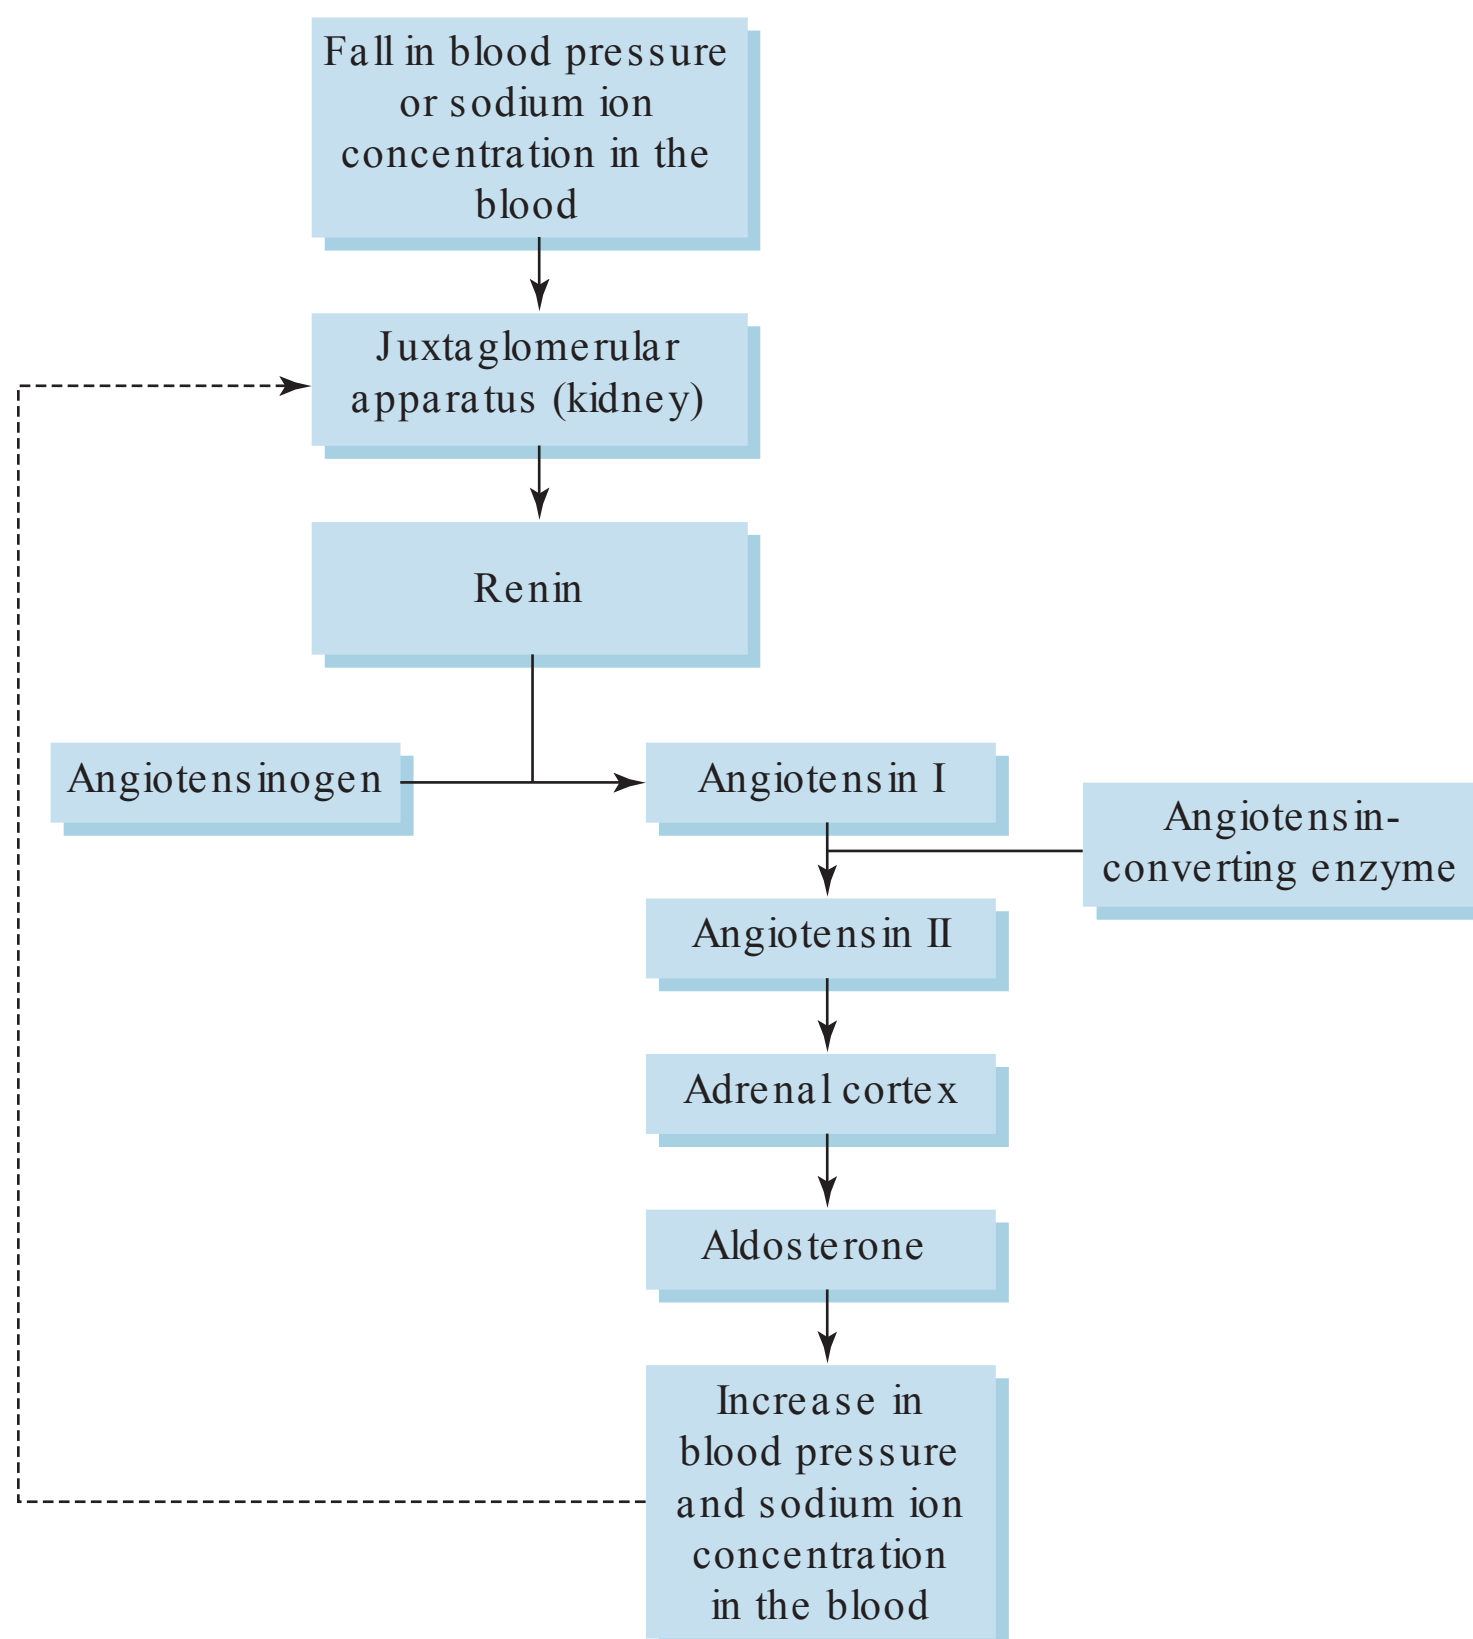 Fall in blood pressure
or sodium ion
concentration in the
blood
Juxtaglomerular
apparatus (kidney)
Renin
Angiotensinogen
Angiotensin I
Angiotensin-
converting enzyme
Angiotensin II
Adrenal cortex
Aldosterone
Increase in
blood pressure
and sodium ion
concentration
in the blood